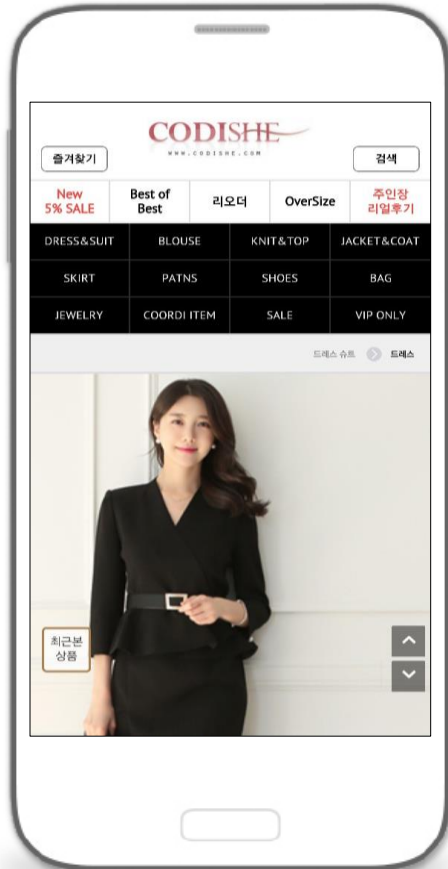 CODISHE
WWW.CODISHE.COM
즐겨찾기
검색
New
5% SALE
Best of
Best
리오더
OverSize
주인장
리얼후기
DRESS&SUIT
BLOUSE
KNIT&TOP
JACKET&COAT
SKIRT
PATNS
SHOES
BAG
JEWELRY
COORDI ITEM
SALE
VIP ONLY
드레스 슈트
드레스
최근본
상품